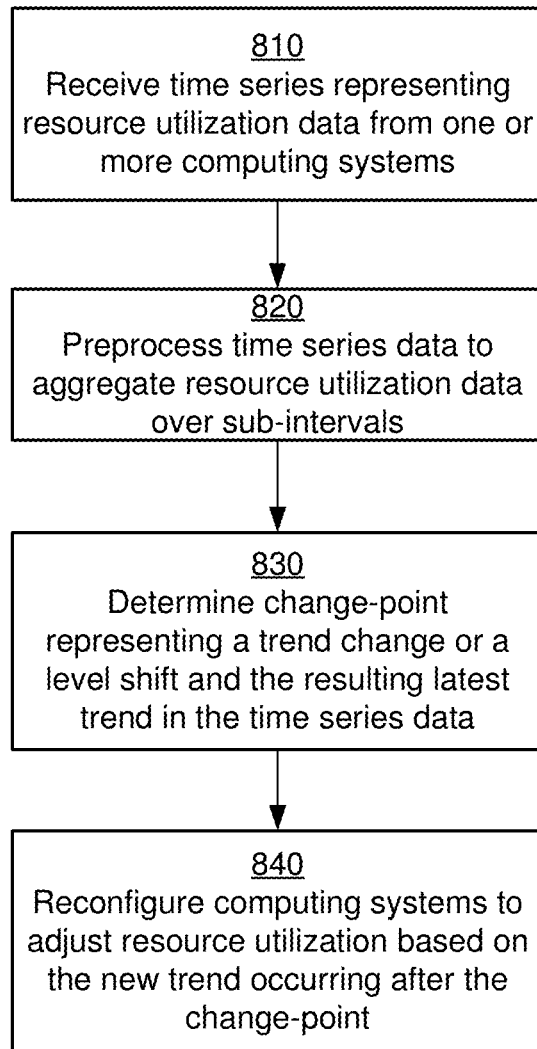 810
Receive time series representing
resource utilization data from one or
more computing systems
820
Preprocess time series data to
aggregate resource utilization data
over sub-intervals
830
Determine change-point
representing a trend change or a
level shift and the resulting latest
trend in the time series data
840
Reconfigure computing systems to
adjust resource utilization based on
the new trend occurring after the
change-point